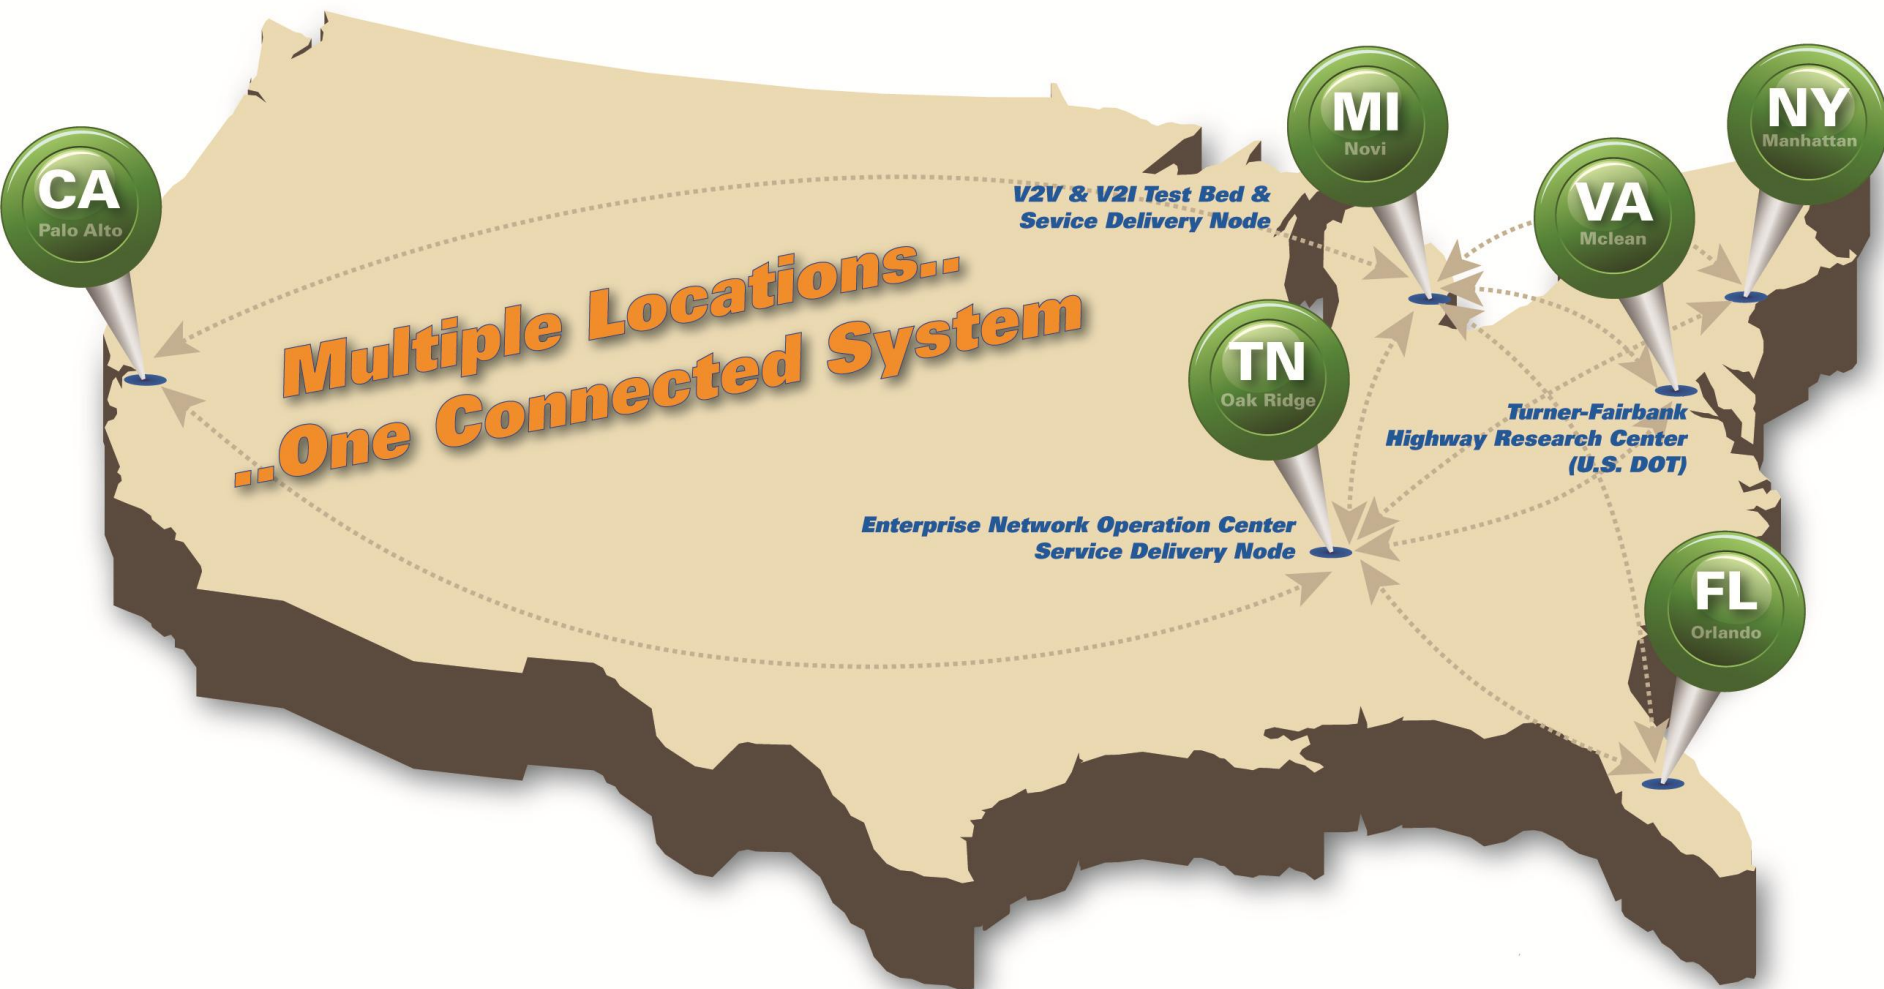 CA
Palo Alto
MI
Novi
NY
Manhattan
VA
Mclean
V2V & V2I Test Bed &
Sevice Delivery Node
Multiple Locations..
..One Connected System
TN
Oak Ridge
Turner-Fairbank
Highway Research Center
(U.S. DOT)
Enterprise Network Operation Center
Service Delivery Node
FL
Orlando